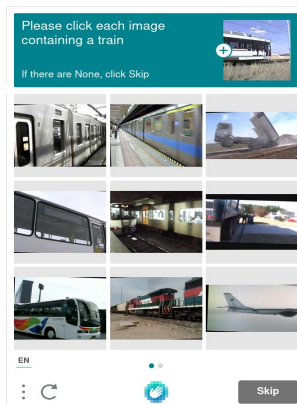 Please click each image
containing a train
If there are None, click Skip
EN
Skip